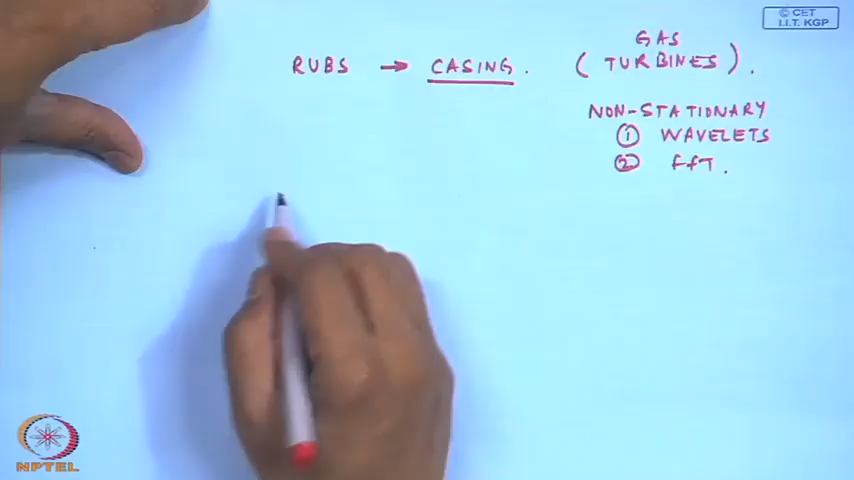 © CET
I.I.T. KGP
RUBS → CASING. ( GAS TURBINES ).
NON-STATIONARY
① WAVELETS
② FFT.
NPTEL